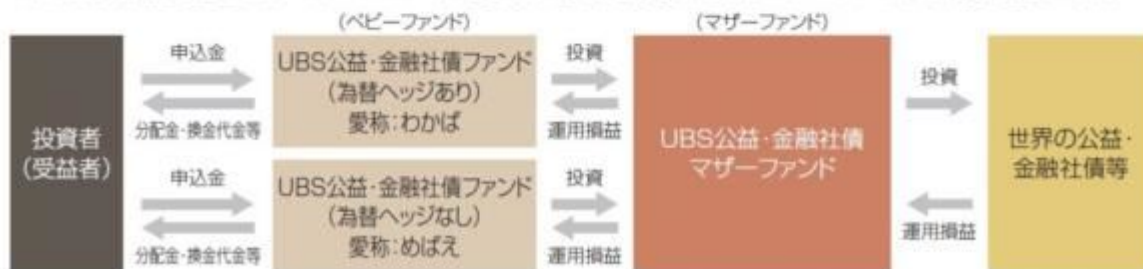 (ベビーファンド)
(マザーファンド)
投資者
(受益者)
申込金
分配金・換金代金等
UBS公益・金融社債ファンド
(為替ヘッジあり)
愛称:わかば
投資
運用損益
申込金
分配金・換金代金等
UBS公益・金融社債ファンド
(為替ヘッジなし)
愛称:めばえ
投資
運用損益
UBS公益・金融社債
マザーファンド
投資
運用損益
世界の公益・
金融社債等